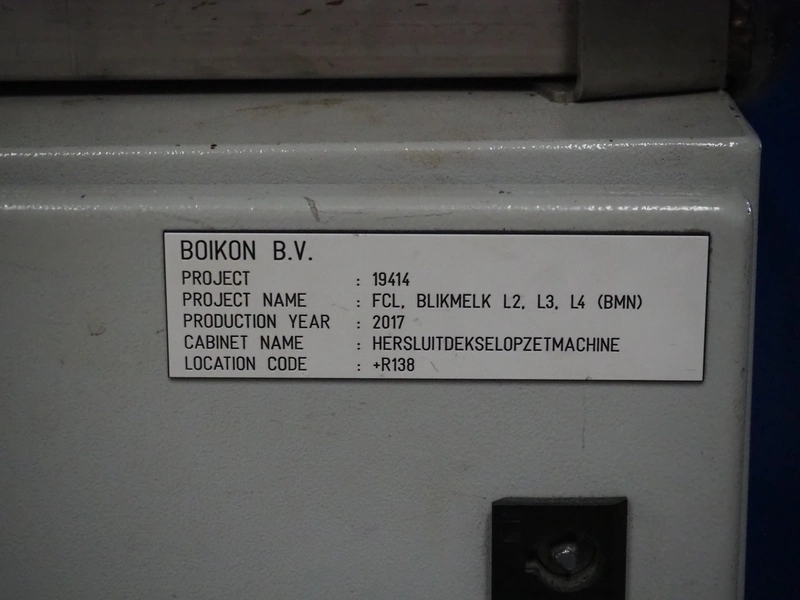 BOIKON B.V.
PROJECT : 19414
PROJECT NAME : FCL, BLIKMELK L2, L3, L4 (BMN)
PRODUCTION YEAR : 2017
CABINET NAME : HERSLUITDEKSELOPZETMACHINE
LOCATION CODE : +R138